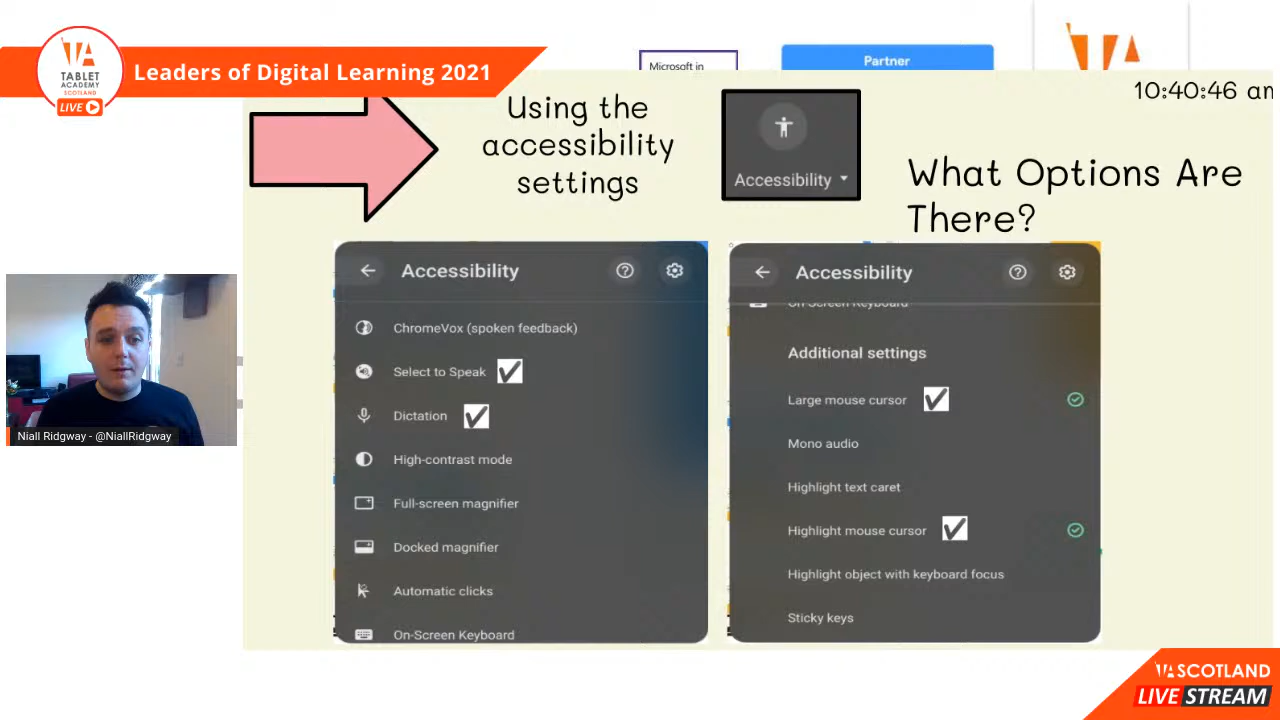 TABLET
ACADEMY
SCOTLAND
LIVE
Leaders of Digital Learning 2021
Microsoft in
Partner
10:40:46 am
Using the
accessibility
settings
Accessibility
What Options Are
There?
Accessibility
ChromeVox (spoken feedback)
Select to Speak
Dictation
High-contrast mode
Full-screen magnifier
Docked magnifier
Automatic clicks
On-Screen Keyboard
Accessibility
On-Screen Keyboard
Additional settings
Large mouse cursor
Mono audio
Highlight text caret
Highlight mouse cursor
Highlight object with keyboard focus
Sticky keys
Niall Ridgway - @NiallRidgway
TA SCOTLAND
LIVE STREAM